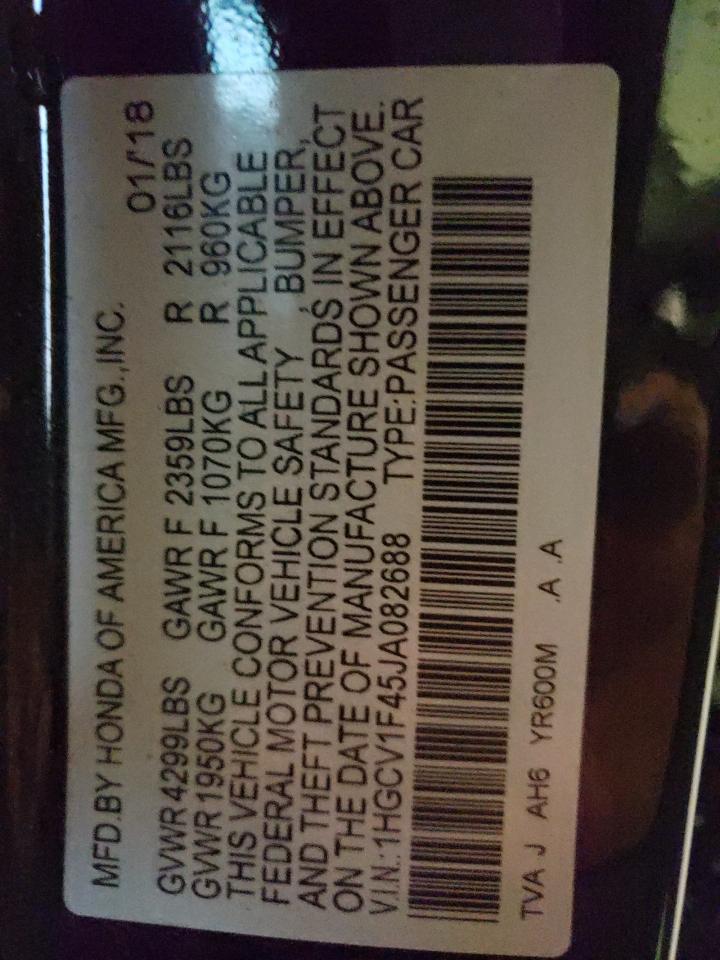 MFD.BY HONDA OF AMERICA MFG.,INC.
01/'18
GVWR 4299LBS GAWR F 2359LBS R 2116LBS
GVWR 1950KG GAWR F 1070KG R 960KG
THIS VEHICLE CONFORMS TO ALL APPLICABLE
FEDERAL MOTOR VEHICLE SAFETY, BUMPER,
AND THEFT PREVENTION STANDARDS IN EFFECT
ON THE DATE OF MANUFACTURE SHOWN ABOVE.
V.I.N.:1HGCV1F45JA082688 TYPE:PASSENGER CAR
TVA J AH6 YR600M .A .A